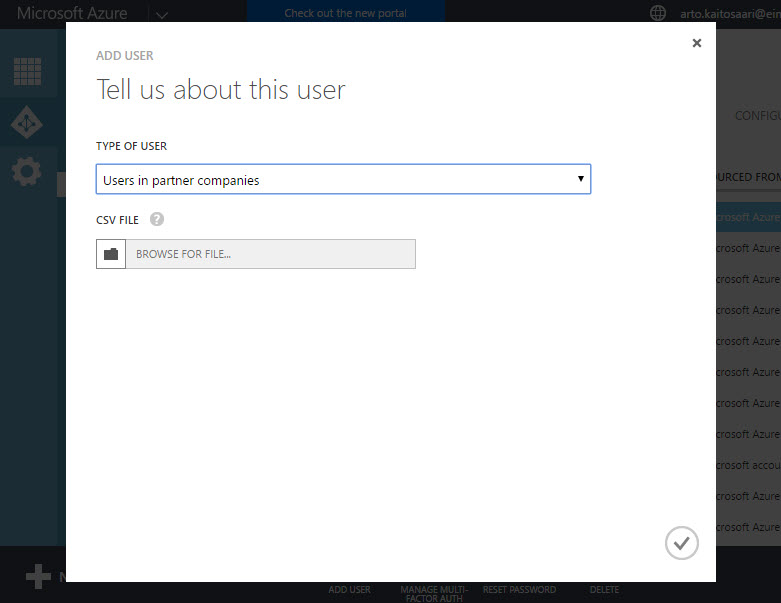 Microsoft Azure
Check out the new portal
arto.kaitosaari@ein
ADD USER
Tell us about this user
CONFIGU
TYPE OF USER
Users in partner companies
OURCED FROM
CSV FILE ?
crosoft Azure
BROWSE FOR FILE...
crosoft Azure
crosoft Azure
crosoft Azure
crosoft Azure
crosoft Azure
crosoft Azure
crosoft Azure
crosoft accou
crosoft Azure
crosoft Azure
N
ADD USER
MANAGE MULTI-
FACTOR AUTH
RESET PASSWORD
DELETE